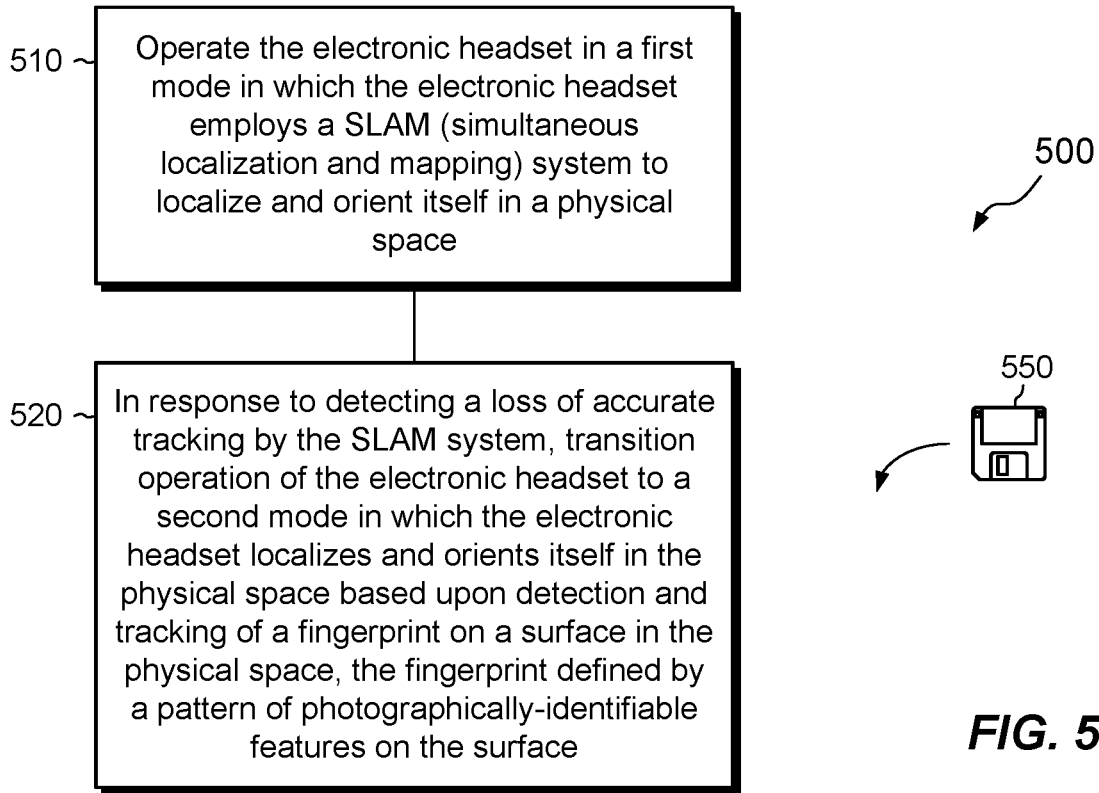 510
Operate the electronic headset in a first
mode in which the electronic headset
employs a SLAM (simultaneous
localization and mapping) system to
localize and orient itself in a physical
space
500
520
In response to detecting a loss of accurate
tracking by the SLAM system, transition
operation of the electronic headset to a
second mode in which the electronic
headset localizes and orients itself in the
physical space based upon detection and
tracking of a fingerprint on a surface in the
physical space, the fingerprint defined by
a pattern of photographically-identifiable
features on the surface
550
FIG. 5